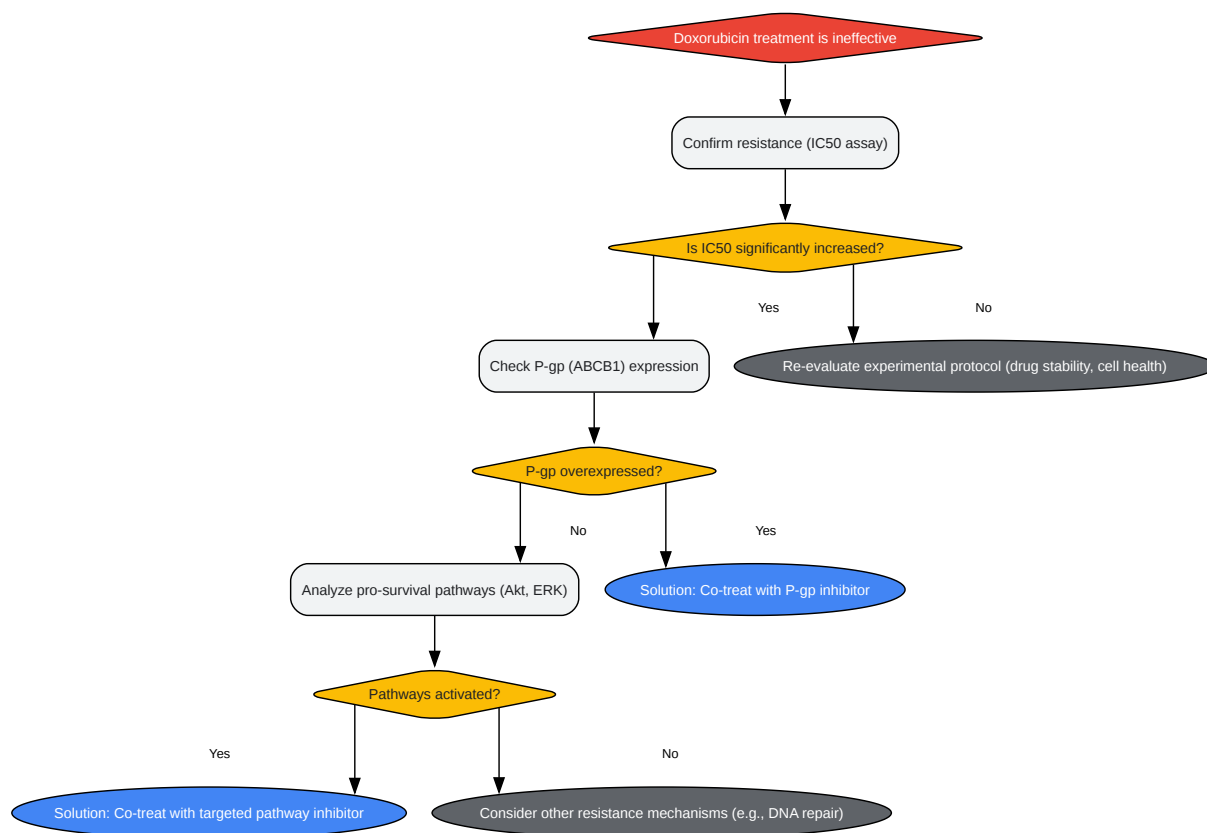 Doxorubicin treatment is ineffective
Confirm resistance (IC50 assay)
Is IC50 significantly increased?
Yes
No
Check P-gp (ABCB1) expression
Re-evaluate experimental protocol (drug stability, cell health)
P-gp overexpressed?
No
Yes
Analyze pro-survival pathways (Akt, ERK)
Solution: Co-treat with P-gp inhibitor
Pathways activated?
Yes
No
Solution: Co-treat with targeted pathway inhibitor
Consider other resistance mechanisms (e.g., DNA repair)